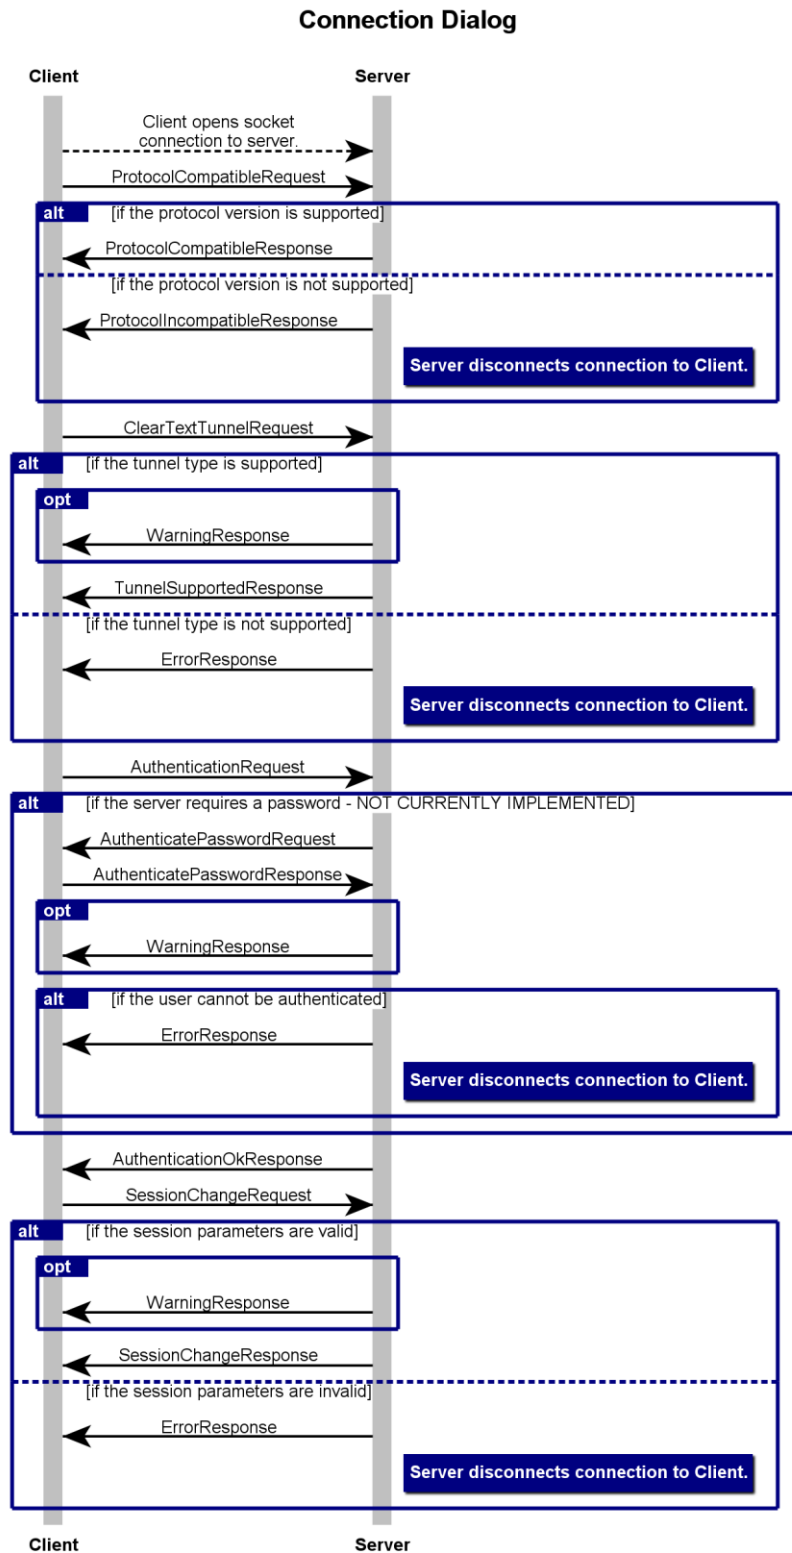 Connection Dialog
Client
Server
Client opens socket
connection to server.
ProtocolCompatibleRequest
alt
[if the protocol version is supported]
ProtocolCompatibleResponse
[if the protocol version is not supported]
ProtocolIncompatibleResponse
Server disconnects connection to Client.
ClearTextTunnelRequest
alt
[if the tunnel type is supported]
opt
WarningResponse
TunnelSupportedResponse
[if the tunnel type is not supported]
ErrorResponse
Server disconnects connection to Client.
AuthenticationRequest
alt
[if the server requires a password - NOT CURRENTLY IMPLEMENTED]
AuthenticatePasswordRequest
AuthenticatePasswordResponse
opt
WarningResponse
alt
[if the user cannot be authenticated]
ErrorResponse
Server disconnects connection to Client.
AuthenticationOkResponse
SessionChangeRequest
alt
[if the session parameters are valid]
opt
WarningResponse
SessionChangeResponse
[if the session parameters are invalid]
ErrorResponse
Server disconnects connection to Client.
Client
Server